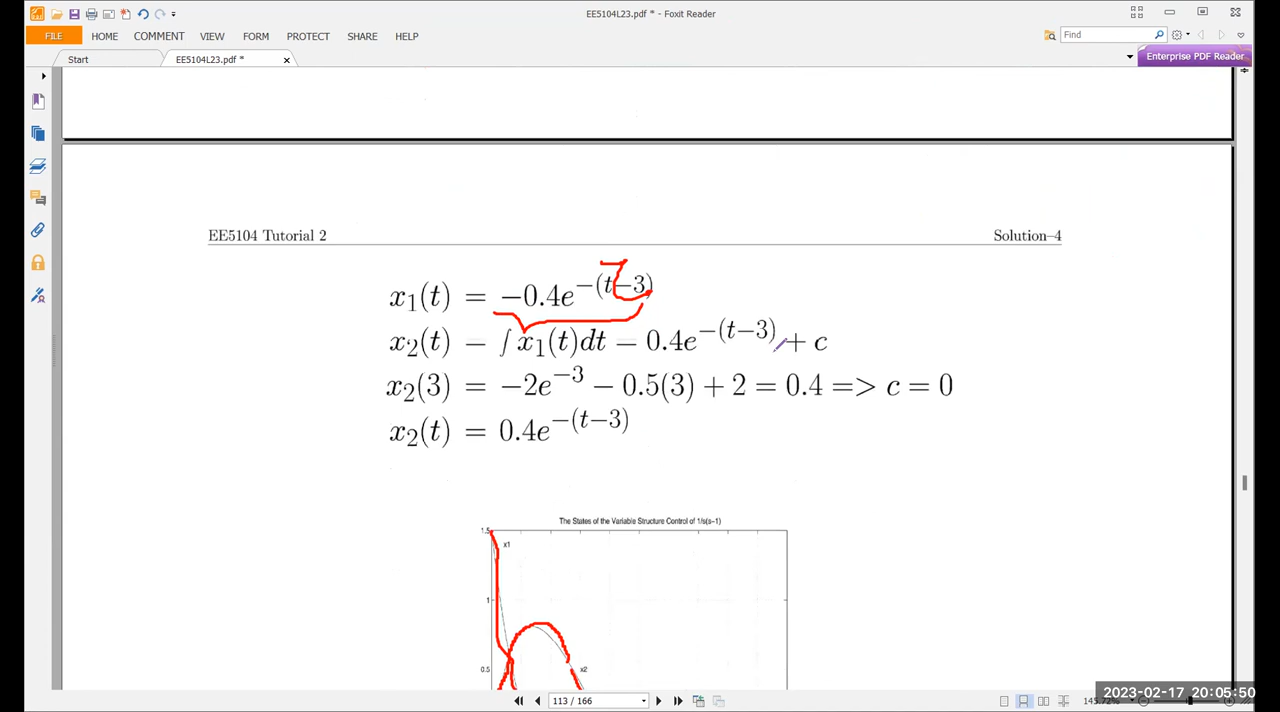 EE5104L23.pdf * - Foxit Reader
FILE HOME COMMENT VIEW FORM PROTECT SHARE HELP Find
Start EE5104L23.pdf * Enterprise PDF Reader
EE5104 Tutorial 2 Solution–4
x₁(t) = −0.4e^−(t−3)
x₂(t) = ∫ x₁(t)dt = 0.4e^−(t−3) + c
x₂(3) = −2e^−3 − 0.5(3) + 2 = 0.4 => c = 0
x₂(t) = 0.4e^−(t−3)
The States of the Variable Structure Control of 1/s(s−1)
1.5
x1
1
0.5 x2
113 / 166
2023-02-17 20:05:50